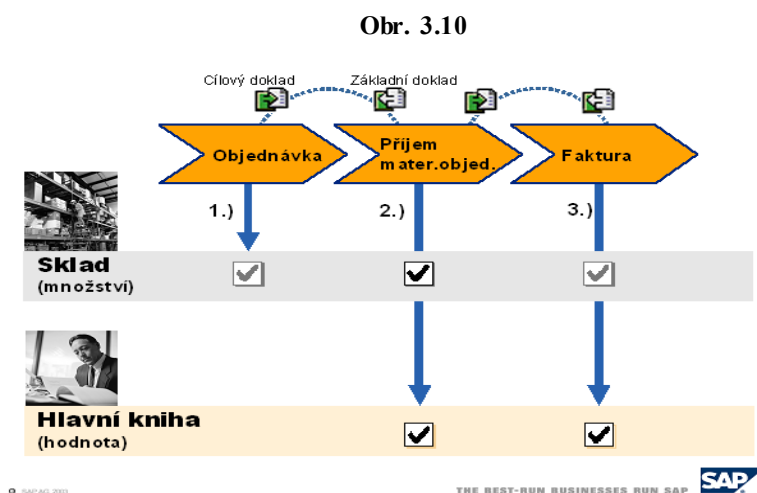 Obr. 3.10
Cílový doklad
Základní doklad
Objednávka
Příjem
mater.objed.
Faktura
1.)
2.)
3.)
Sklad
(množství)
Hlavní kniha
(hodnota)
9 SAP AG 2003
THE BEST-RUN BUSINESSES RUN SAP
SAP